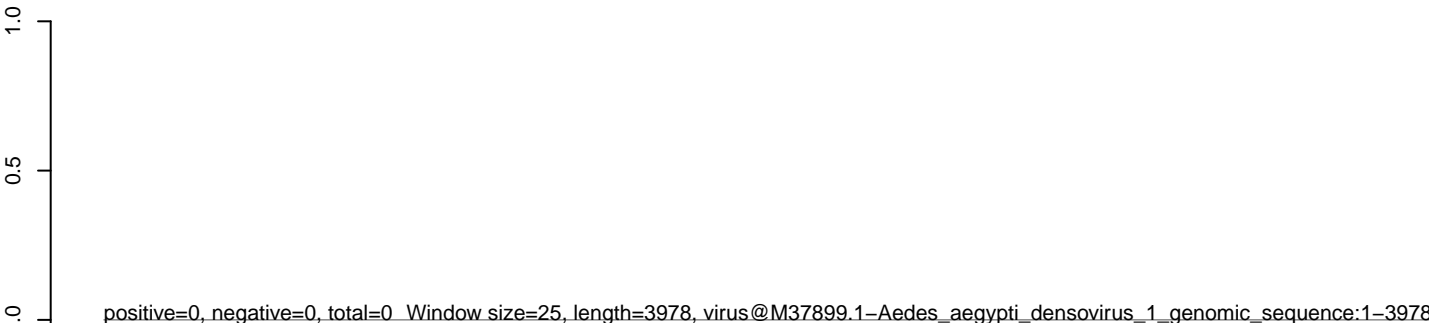 1.0
0.5
.0
positive=0, negative=0, total=0 Window size=25, length=3978, virus@M37899.1−Aedes_aegypti_densovirus_1_genomic_sequence:1−3978